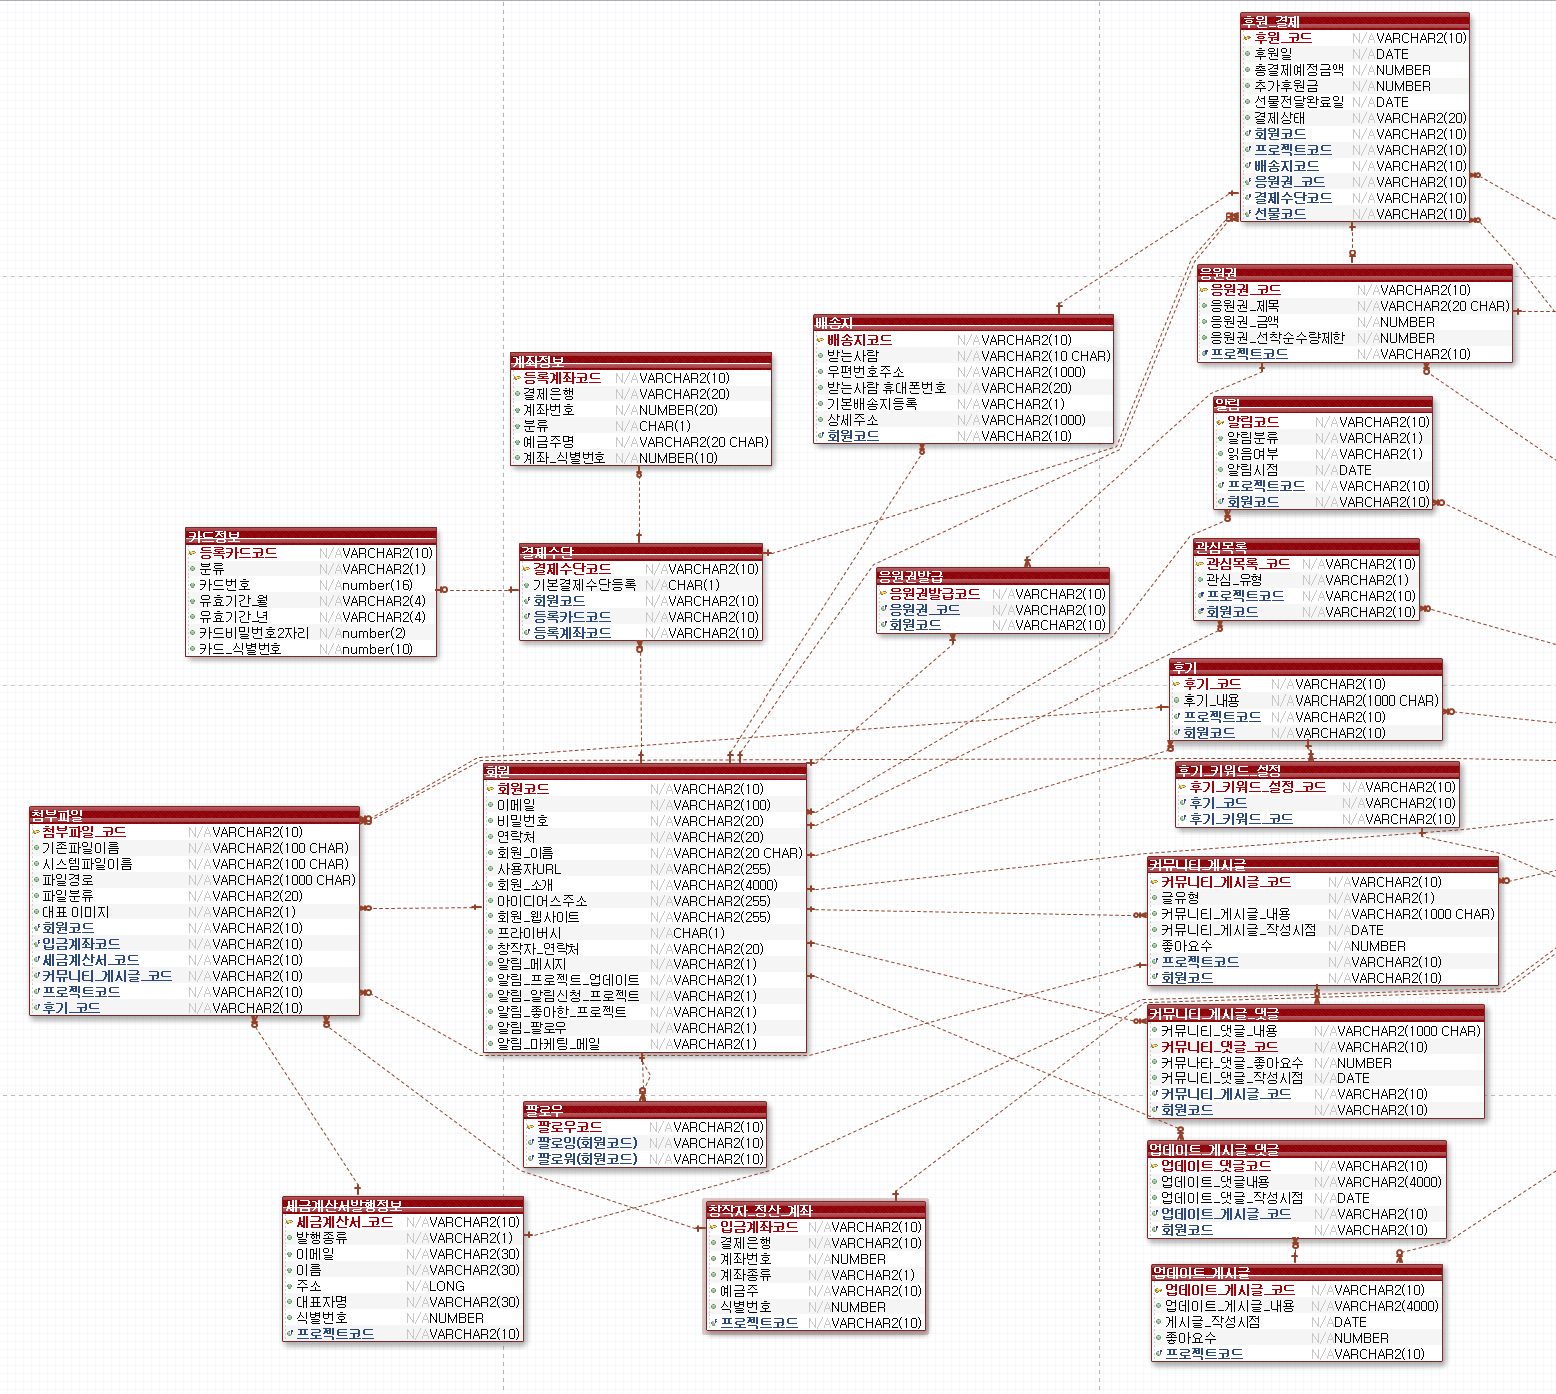 후원_결제
후원_코드 N/A VARCHAR2(10)
후원일 N/A DATE
총결제예정금액 N/A NUMBER
추가후원금 N/A NUMBER
선물전달완료일 N/A DATE
결제상태 N/A VARCHAR2(20)
회원코드 N/A VARCHAR2(10)
프로젝트코드 N/A VARCHAR2(10)
배송지코드 N/A VARCHAR2(10)
응원권_코드 N/A VARCHAR2(10)
결제수단코드 N/A VARCHAR2(10)
선물코드 N/A VARCHAR2(10)
응원권
응원권_코드 N/A VARCHAR2(10)
응원권_제목 N/A VARCHAR2(20 CHAR)
응원권_금액 N/A NUMBER
응원권_선착순수량제한 N/A NUMBER
프로젝트코드 N/A VARCHAR2(10)
배송지
배송지코드 N/A VARCHAR2(10)
받는사람 N/A VARCHAR2(10 CHAR)
우편번호주소 N/A VARCHAR2(1000)
받는사람 휴대폰번호 N/A VARCHAR2(20)
기본배송지등록 N/A VARCHAR2(1)
상세주소 N/A VARCHAR2(1000)
회원코드 N/A VARCHAR2(10)
계좌정보
등록계좌코드 N/A VARCHAR2(10)
결제은행 N/A VARCHAR2(20)
계좌번호 N/A NUMBER(20)
분류 N/A CHAR(1)
예금주명 N/A VARCHAR2(20 CHAR)
계좌_식별번호 N/A NUMBER(10)
알림
알림코드 N/A VARCHAR2(10)
알림분류 N/A VARCHAR2(1)
읽음여부 N/A VARCHAR2(1)
알림시점 N/A DATE
프로젝트코드 N/A VARCHAR2(10)
회원코드 N/A VARCHAR2(10)
카드정보
등록카드코드 N/A VARCHAR2(10)
분류 N/A VARCHAR2(1)
카드번호 N/A number(16)
유효기간_월 N/A VARCHAR2(4)
유효기간_년 N/A VARCHAR2(4)
카드비밀번호2자리 N/A number(2)
카드_식별번호 N/A number(10)
결제수단
결제수단코드 N/A VARCHAR2(10)
기본결제수단등록 N/A CHAR(1)
회원코드 N/A VARCHAR2(10)
등록카드코드 N/A VARCHAR2(10)
등록계좌코드 N/A VARCHAR2(10)
응원권발급
응원권발급코드 N/A VARCHAR2(10)
응원권_코드 N/A VARCHAR2(10)
회원코드 N/A VARCHAR2(10)
관심목록
관심목록_코드 N/A VARCHAR2(10)
관심_유형 N/A VARCHAR2(1)
프로젝트코드 N/A VARCHAR2(10)
회원코드 N/A VARCHAR2(10)
후기
후기_코드 N/A VARCHAR2(10)
후기_내용 N/A VARCHAR2(1000 CHAR)
프로젝트코드 N/A VARCHAR2(10)
회원코드 N/A VARCHAR2(10)
후기_키워드_설정
후기_키워드_설정_코드 N/A VARCHAR2(10)
후기_코드 N/A VARCHAR2(10)
후기_키워드_코드 N/A VARCHAR2(10)
회원
회원코드 N/A VARCHAR2(10)
이메일 N/A VARCHAR2(100)
비밀번호 N/A VARCHAR2(20)
연락처 N/A VARCHAR2(20)
회원_이름 N/A VARCHAR2(20 CHAR)
사용자URL N/A VARCHAR2(255)
회원_소개 N/A VARCHAR2(4000)
아이디어스주소 N/A VARCHAR2(255)
회원_웹사이트 N/A VARCHAR2(255)
프라이버시 N/A CHAR(1)
창작자_연락처 N/A VARCHAR2(20)
알림_메시지 N/A VARCHAR2(1)
알림_프로젝트_업데이트 N/A VARCHAR2(1)
알림_알림신청_프로젝트 N/A VARCHAR2(1)
알림_좋아한_프로젝트 N/A VARCHAR2(1)
알림_팔로우 N/A VARCHAR2(1)
알림_마케팅_메일 N/A VARCHAR2(1)
첨부파일
첨부파일_코드 N/A VARCHAR2(10)
기존파일이름 N/A VARCHAR2(100 CHAR)
시스템파일이름 N/A VARCHAR2(100 CHAR)
파일경로 N/A VARCHAR2(1000 CHAR)
파일분류 N/A VARCHAR2(20)
대표 이미지 N/A VARCHAR2(1)
회원코드 N/A VARCHAR2(10)
입금계좌코드 N/A VARCHAR2(10)
세금계산서_코드 N/A VARCHAR2(10)
커뮤니티_게시글_코드 N/A VARCHAR2(10)
프로젝트코드 N/A VARCHAR2(10)
후기_코드 N/A VARCHAR2(10)
커뮤니티_게시글
커뮤니티_게시글_코드 N/A VARCHAR2(10)
글유형 N/A VARCHAR2(1)
커뮤니티_게시글_내용 N/A VARCHAR2(1000 CHAR)
커뮤니티_게시글_작성시점 N/A DATE
좋아요수 N/A NUMBER
프로젝트코드 N/A VARCHAR2(10)
회원코드 N/A VARCHAR2(10)
커뮤니티_게시글_댓글
커뮤니티_댓글_내용 N/A VARCHAR2(1000 CHAR)
커뮤니티_댓글_코드 N/A VARCHAR2(10)
커뮤나타_댓글_좋아요수 N/A NUMBER
커뮤니티_댓글_작성시점 N/A DATE
커뮤니티_게시글_코드 N/A VARCHAR2(10)
회원코드 N/A VARCHAR2(10)
팔로우
팔로우코드 N/A VARCHAR2(10)
팔로잉(회원코드) N/A VARCHAR2(10)
팔로워(회원코드) N/A VARCHAR2(10)
업데이트_게시글_댓글
업데이트_댓글코드 N/A VARCHAR2(10)
업데이트_댓글내용 N/A VARCHAR2(4000)
업데이트_댓글_작성시점 N/A DATE
업데이트_게시글_코드 N/A VARCHAR2(10)
회원코드 N/A VARCHAR2(10)
세금계산서발행정보
세금계산서_코드 N/A VARCHAR2(10)
발행종류 N/A VARCHAR2(1)
이메일 N/A VARCHAR2(30)
이름 N/A VARCHAR2(30)
주소 N/A LONG
대표자명 N/A VARCHAR2(30)
식별번호 N/A NUMBER
프로젝트코드 N/A VARCHAR2(10)
창작자_정산_계좌
입금계좌코드 N/A VARCHAR2(10)
결제은행 N/A VARCHAR2(10)
계좌번호 N/A NUMBER
계좌종류 N/A VARCHAR2(1)
예금주 N/A VARCHAR2(10)
식별번호 N/A NUMBER
프로젝트코드 N/A VARCHAR2(10)
업데이트_게시글
업데이트_게시글_코드 N/A VARCHAR2(10)
업데이트_게시글_내용 N/A VARCHAR2(4000)
게시글_작성시점 N/A DATE
좋아요수 N/A NUMBER
프로젝트코드 N/A VARCHAR2(10)